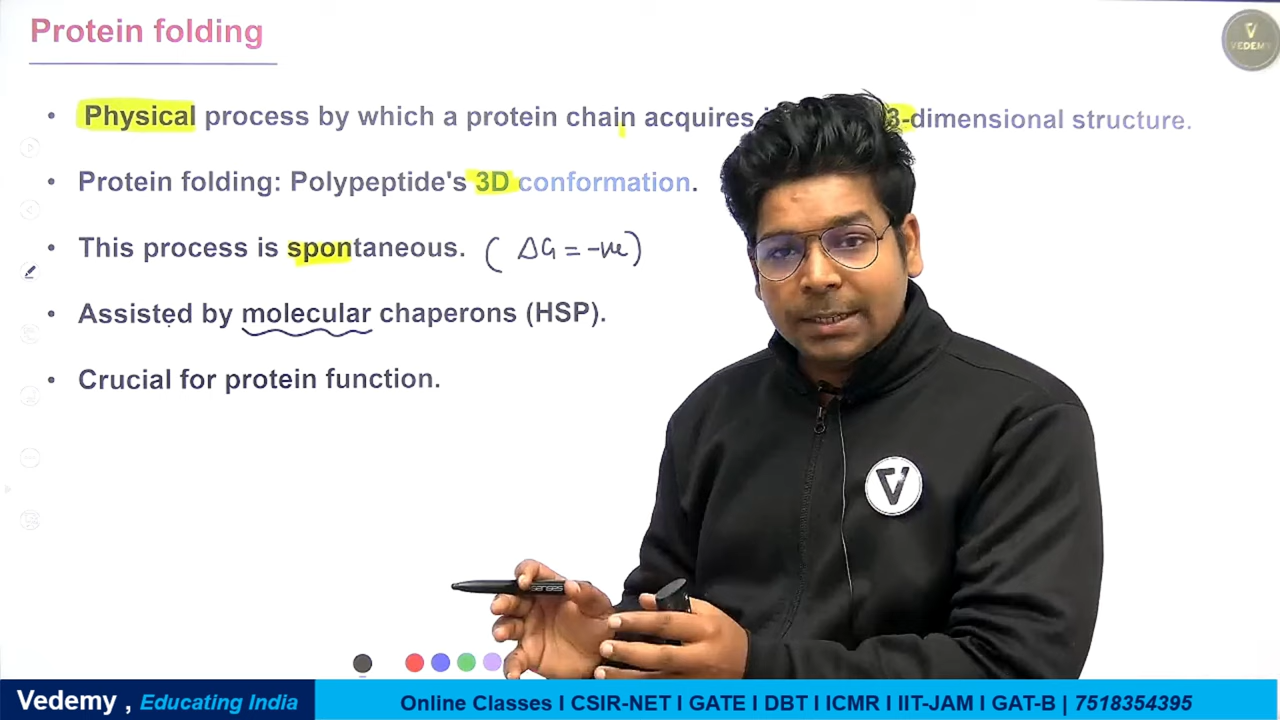 Protein folding
V
VEDEMY
• Physical process by which a protein chain acquires 3-dimensional structure.
• Protein folding: Polypeptide's 3D conformation.
• This process is spontaneous. ( ΔG = -ve )
• Assisted by molecular chaperons (HSP).
• Crucial for protein function.
V
senses
Vedemy , Educating India
Online Classes I CSIR-NET I GATE I DBT I ICMR I IIT-JAM I GAT-B | 7518354395